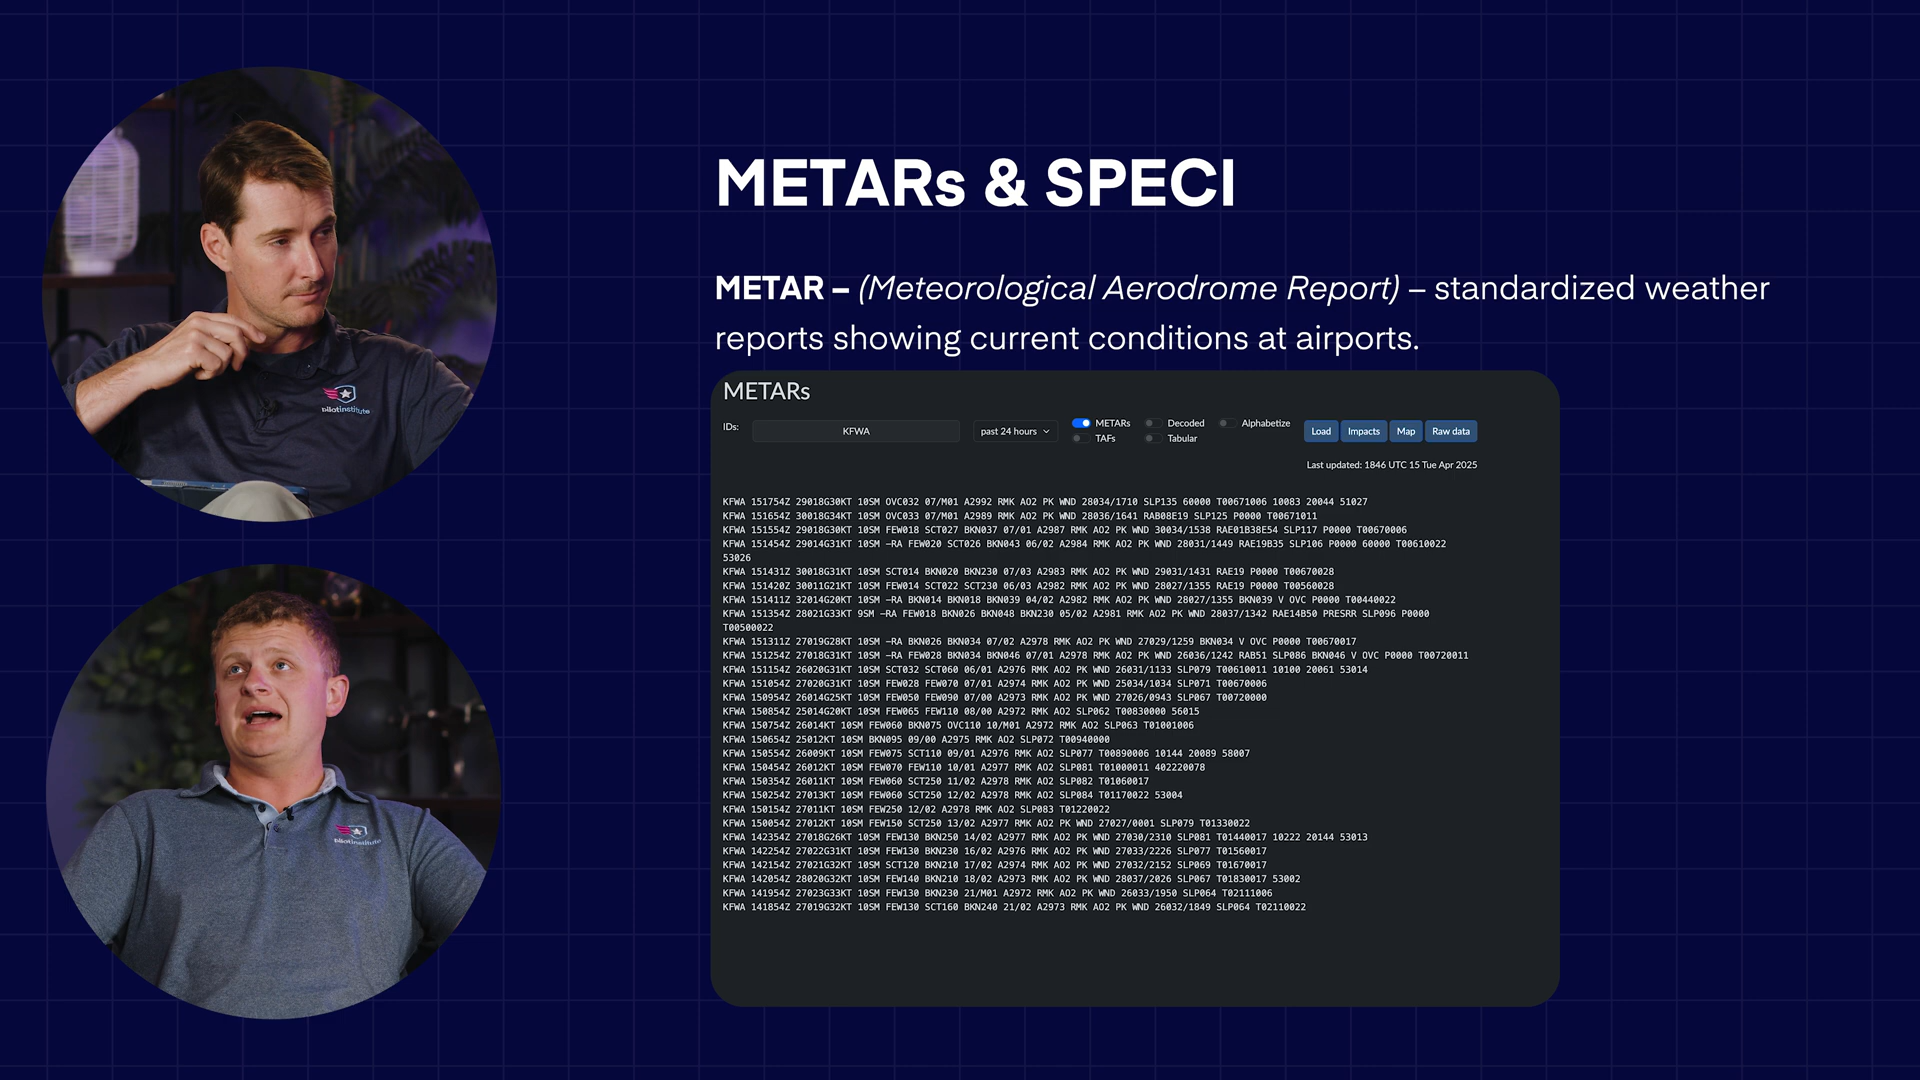 METARs & SPECI
METAR – (Meteorological Aerodrome Report) – standardized weather
reports showing current conditions at airports.
METARs
IDs:
KFWA
past 24 hours
METARs
Decoded
Alphabetize
TAFs
Tabular
Load
Impacts
Map
Raw data
Last updated: 1846 UTC 15 Tue Apr 2025
KFWA 151754Z 29018G30KT 10SM OVC032 07/M01 A2992 RMK AO2 PK WND 28034/1710 SLP135 60000 T00671006 10083 20044 51027
KFWA 151654Z 30018G34KT 10SM OVC033 07/M01 A2989 RMK AO2 PK WND 28036/1641 RAB08E19 SLP125 P0000 T00671011
KFWA 151554Z 29018G30KT 10SM FEW018 SCT027 BKN037 07/01 A2987 RMK AO2 PK WND 30034/1538 RAE01B38E54 SLP117 P0000 T00670006
KFWA 151454Z 29014G31KT 10SM –RA FEW020 SCT026 BKN043 06/02 A2984 RMK AO2 PK WND 28031/1449 RAE19B35 SLP106 P0000 60000 T00610022
53026
KFWA 151431Z 30018G31KT 10SM SCT014 BKN020 BKN230 07/03 A2983 RMK AO2 PK WND 29031/1431 RAE19 P0000 T00670028
KFWA 151420Z 30011G21KT 10SM FEW014 SCT022 SCT230 06/03 A2982 RMK AO2 PK WND 28027/1355 RAE19 P0000 T00560028
KFWA 151411Z 32014G20KT 10SM –RA BKN014 BKN018 BKN039 04/02 A2982 RMK AO2 PK WND 28027/1355 BKN039 V OVC P0000 T00440022
KFWA 151354Z 28021G33KT 9SM –RA FEW018 BKN026 BKN048 BKN230 05/02 A2981 RMK AO2 PK WND 28037/1342 RAE14B50 PRESRR SLP096 P0000
T00500022
KFWA 151311Z 27019G28KT 10SM –RA BKN026 BKN034 07/02 A2978 RMK AO2 PK WND 27029/1259 BKN034 V OVC P0000 T00670017
KFWA 151254Z 27018G31KT 10SM –RA FEW028 BKN034 BKN046 07/01 A2978 RMK AO2 PK WND 26036/1242 RAB51 SLP086 BKN046 V OVC P0000 T00720011
KFWA 151154Z 26020G31KT 10SM SCT032 SCT060 06/01 A2976 RMK AO2 PK WND 26031/1133 SLP079 T00610011 10100 20061 53014
KFWA 151054Z 27020G31KT 10SM FEW028 FEW070 07/01 A2974 RMK AO2 PK WND 25034/1034 SLP071 T00670006
KFWA 150954Z 26014G25KT 10SM FEW050 FEW090 07/00 A2973 RMK AO2 PK WND 27026/0943 SLP067 T00720000
KFWA 150854Z 25014G20KT 10SM FEW065 FEW110 08/00 A2973 RMK AO2 SLP062 T00830000 56015
KFWA 150754Z 26014KT 10SM FEW060 BKN075 OVC110 10/M01 A2972 RMK AO2 SLP063 T01001006
KFWA 150654Z 25012KT 10SM BKN095 09/00 A2975 RMK AO2 SLP072 T00940000
KFWA 150554Z 26009KT 10SM FEW075 SCT110 09/01 A2976 RMK AO2 SLP077 T00890006 10144 20089 58007
KFWA 150454Z 26012KT 10SM FEW070 FEW110 10/01 A2977 RMK AO2 SLP081 T01000011 402220078
KFWA 150354Z 26011KT 10SM FEW060 SCT250 11/02 A2978 RMK AO2 SLP082 T01060017
KFWA 150254Z 27013KT 10SM FEW060 SCT250 12/02 A2978 RMK AO2 SLP084 T01170022 53004
KFWA 150154Z 27011KT 10SM FEW250 12/02 A2978 RMK AO2 SLP083 T01220022
KFWA 150054Z 27012KT 10SM FEW150 SCT250 13/02 A2977 RMK AO2 PK WND 27027/0001 SLP079 T01330022
KFWA 142354Z 27018G26KT 10SM FEW130 BKN250 14/02 A2977 RMK AO2 PK WND 27030/2310 SLP081 T01440017 10222 20144 53013
KFWA 142254Z 27022G31KT 10SM FEW130 BKN230 16/02 A2976 RMK AO2 PK WND 27033/2226 SLP077 T01560017
KFWA 142154Z 27021G32KT 10SM SCT120 BKN210 17/02 A2974 RMK AO2 PK WND 27032/2152 SLP069 T01670017
KFWA 142054Z 28020G32KT 10SM FEW140 BKN210 18/02 A2973 RMK AO2 PK WND 28037/2026 SLP067 T01830017 53002
KFWA 141954Z 27023G33KT 10SM FEW130 BKN230 21/M01 A2972 RMK AO2 PK WND 26033/1950 SLP064 T02111006
KFWA 141854Z 27019G32KT 10SM FEW130 SCT160 BKN240 21/02 A2973 RMK AO2 PK WND 26032/1849 SLP064 T02110022
pilotinstitute
pilotinstitute